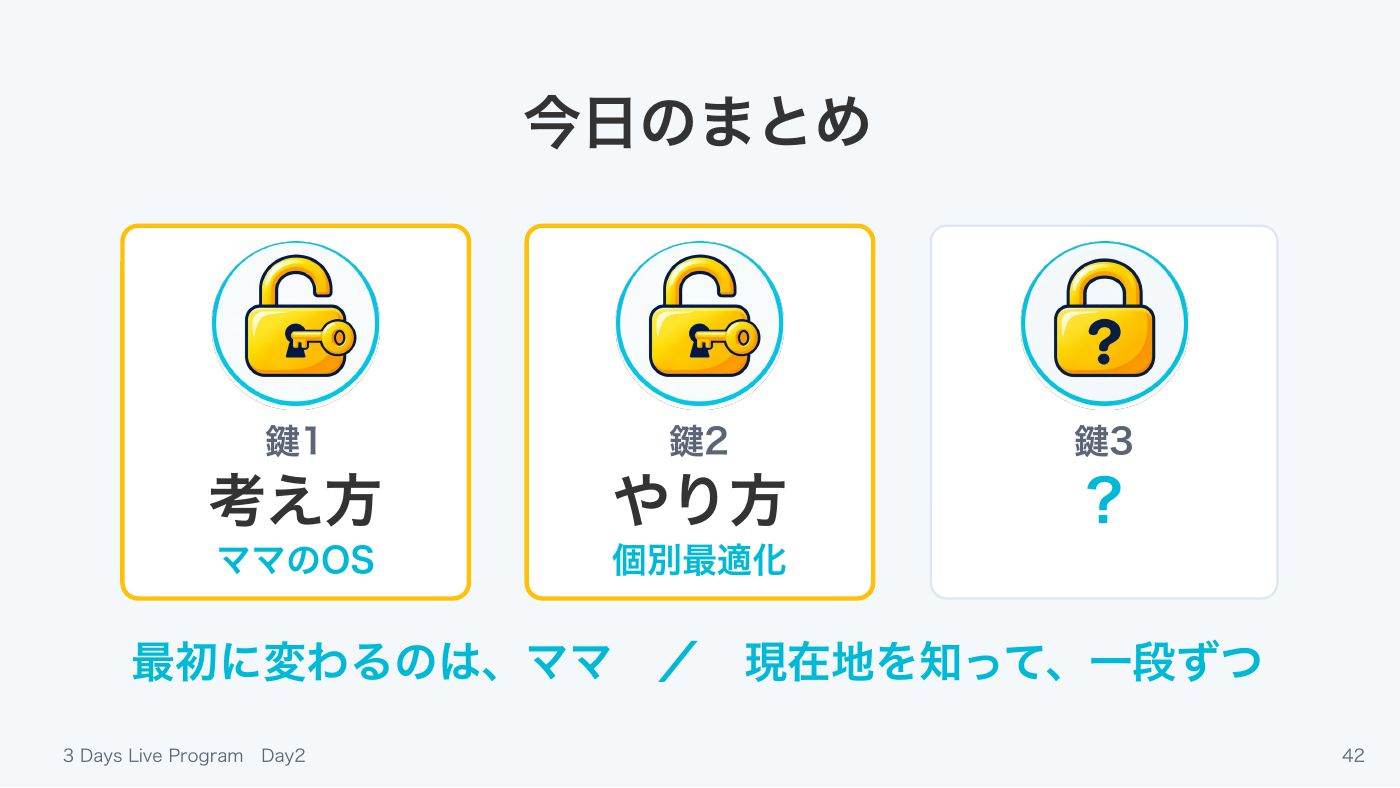 今日のまとめ
鍵1
考え方
ママのOS
鍵2
やり方
個別最適化
?
鍵3
？
最初に変わるのは、ママ　／　現在地を知って、一段ずつ
3 Days Live Program　Day2
42